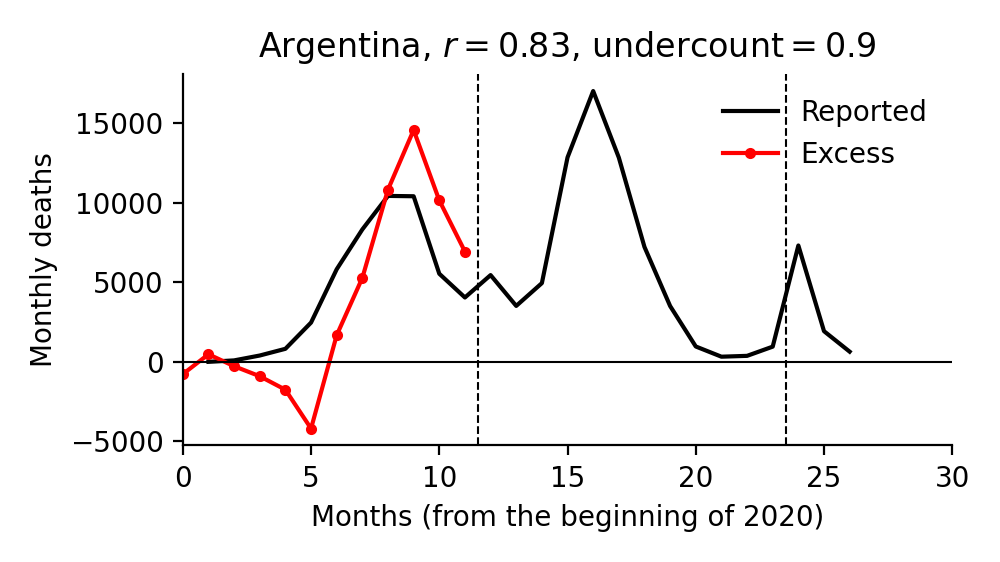 Argentina, r = 0.83, undercount = 0.9
Reported
Excess
Monthly deaths
15000
10000
5000
0
−5000
0 5 10 15 20 25 30
Months (from the beginning of 2020)